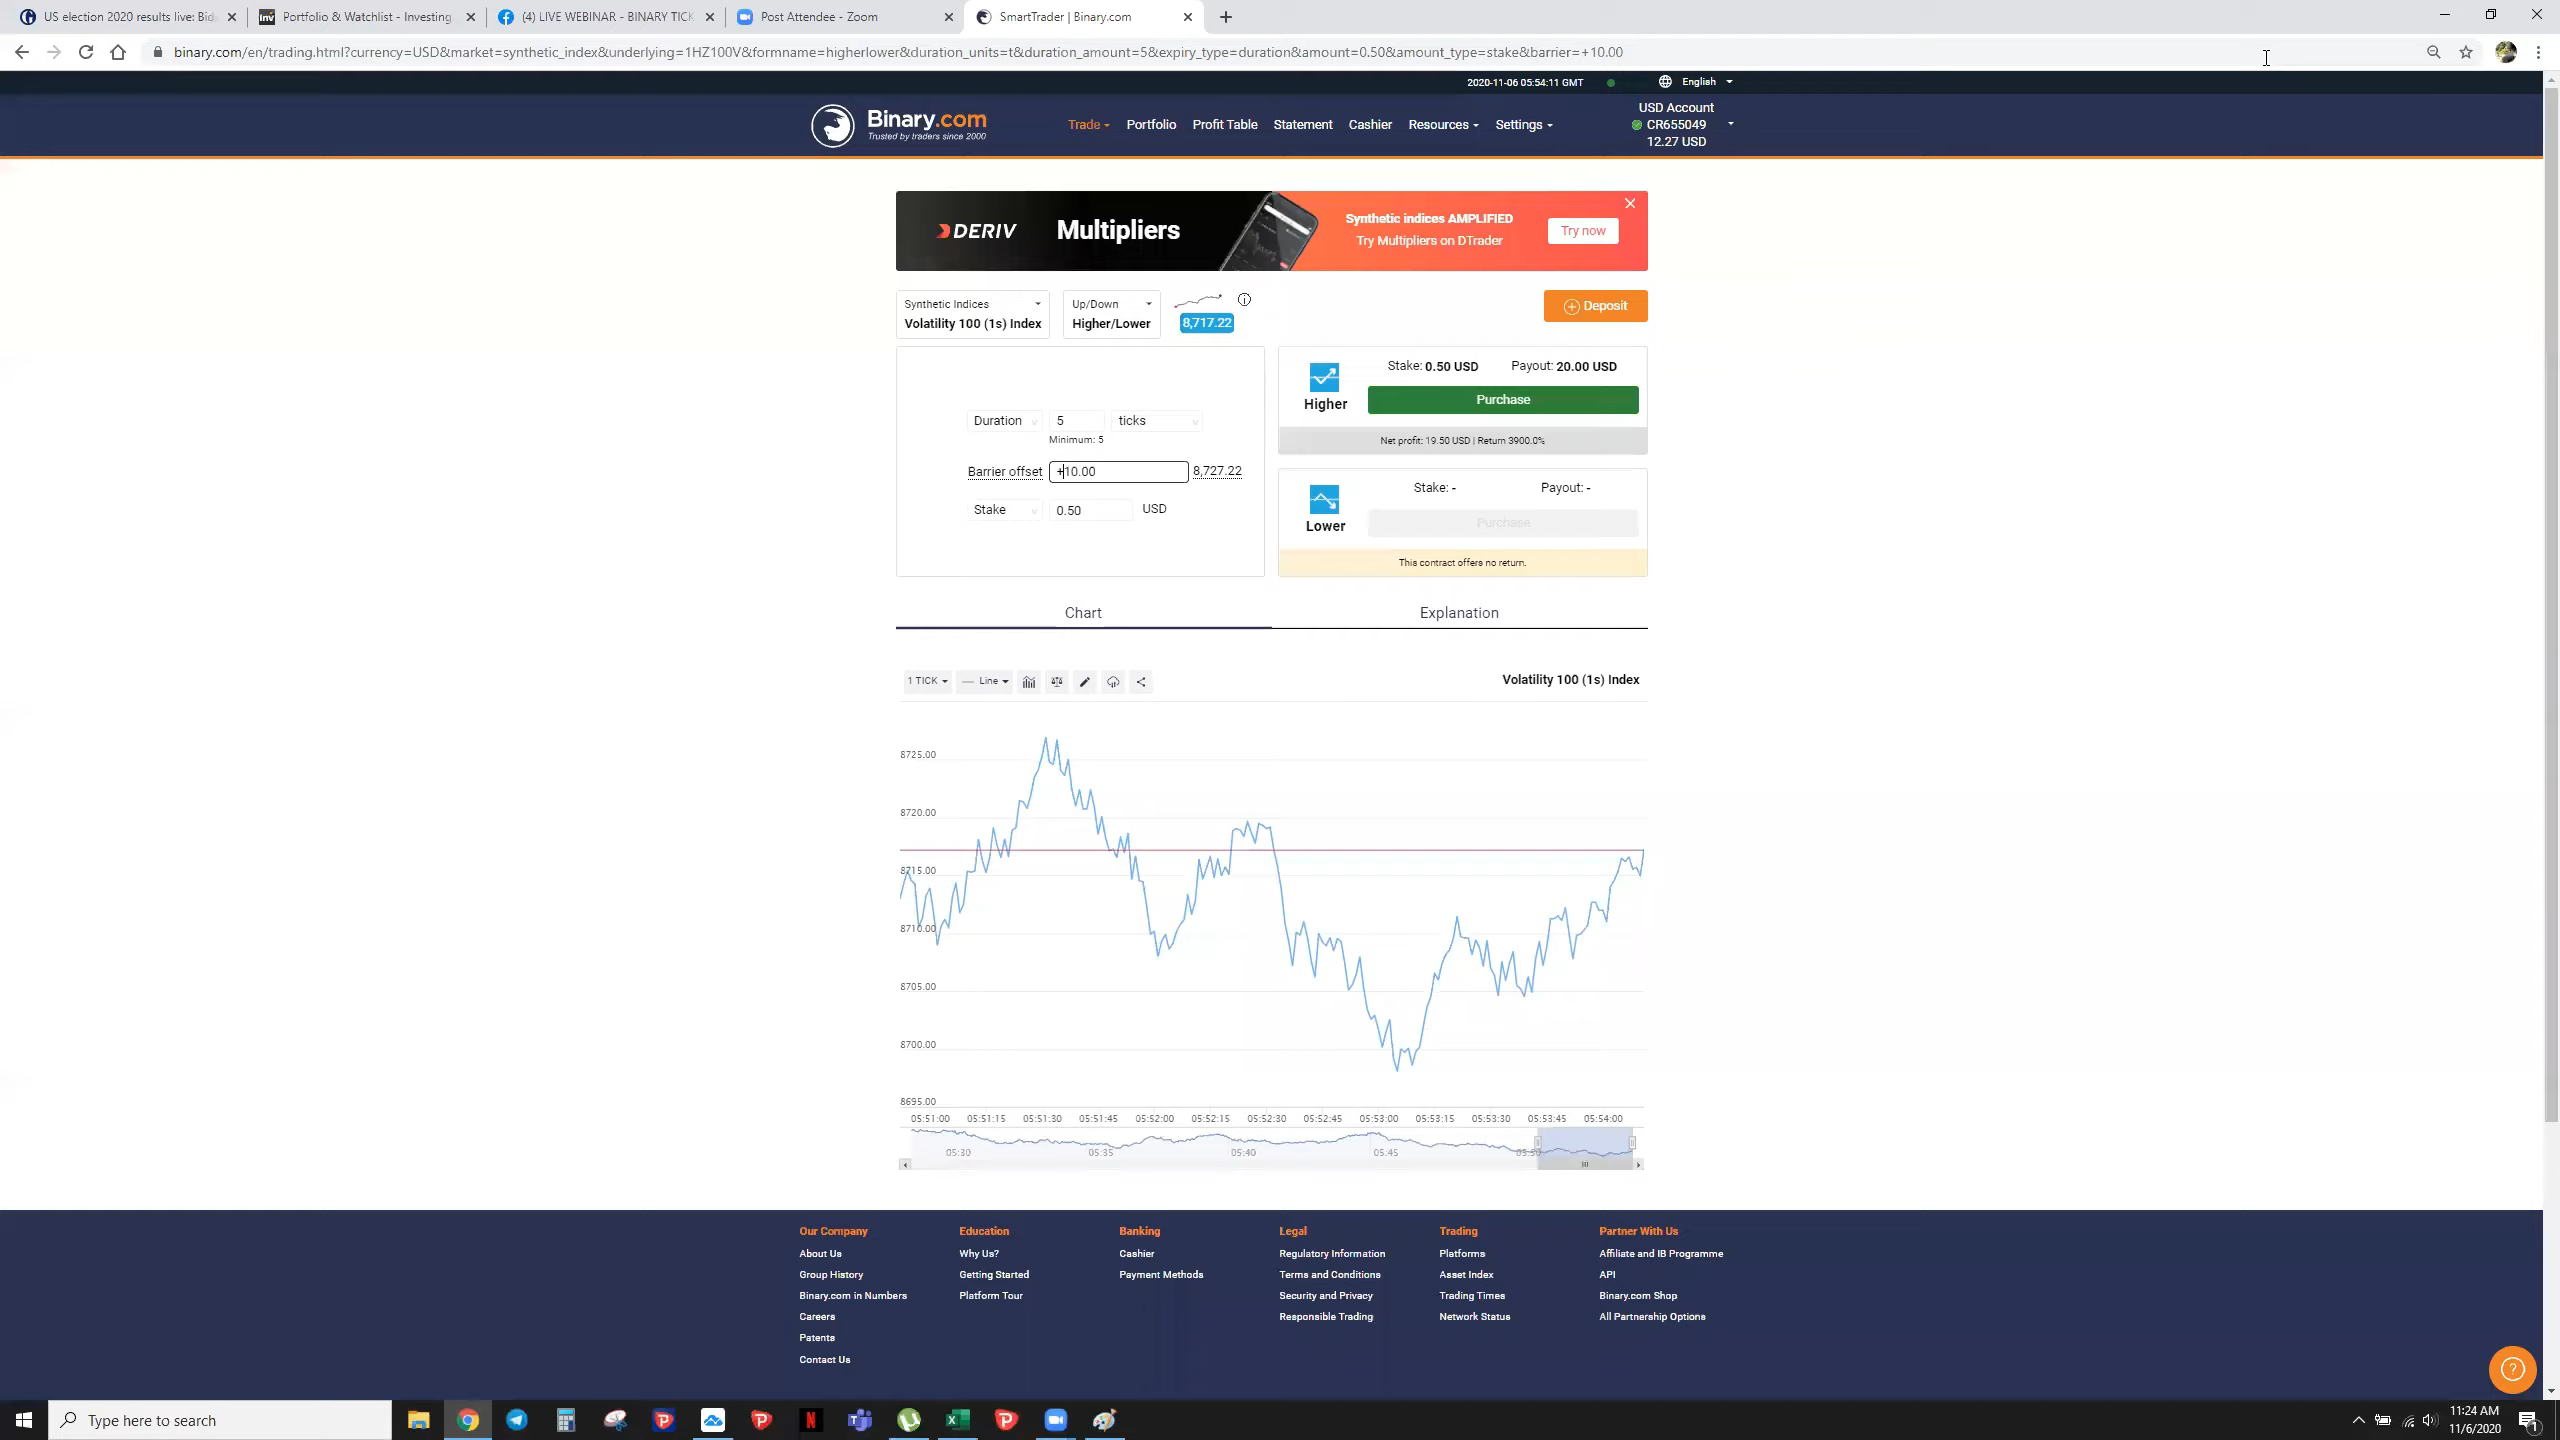 US election 2020 results live: Bid
Portfolio & Watchlist - Investing
(4) LIVE WEBINAR - BINARY TICK
Post Attendee - Zoom
SmartTrader | Binary.com
binary.com/en/trading.html?currency=USD&market=synthetic_index&underlying=1HZ100V&formname=higherlower&duration_units=t&duration_amount=5&expiry_type=duration&amount=0.50&amount_type=stake&barrier=+10.00
2020-11-06 05:54:11 GMT
English
Binary.com
Trusted by traders since 2000
Trade
Portfolio
Profit Table
Statement
Cashier
Resources
Settings
USD Account
CR655049
12.27 USD
DERIV
Multipliers
Synthetic indices AMPLIFIED
Try Multipliers on DTrader
Try now
Synthetic Indices
Volatility 100 (1s) Index
Up/Down
Higher/Lower
8,717.22
Deposit
Duration
5
ticks
Minimum: 5
Barrier offset
+10.00
8,727.22
Stake
0.50
USD
Higher
Stake: 0.50 USD
Payout: 20.00 USD
Purchase
Net profit: 19.50 USD | Return 3900.0%
Lower
Stake: -
Payout: -
Purchase
This contract offers no return.
Chart
Explanation
1 TICK
Line
Volatility 100 (1s) Index
8725.00
8720.00
8715.00
8710.00
8705.00
8700.00
8695.00
05:51:00 05:51:15 05:51:30 05:51:45 05:52:00 05:52:15 05:52:30 05:52:45 05:53:00 05:53:15 05:53:30 05:53:45 05:54:00
05:30 05:35 05:40 05:45 05:50
Our Company
About Us
Group History
Binary.com in Numbers
Careers
Patents
Contact Us
Education
Why Us?
Getting Started
Platform Tour
Banking
Cashier
Payment Methods
Legal
Regulatory Information
Terms and Conditions
Security and Privacy
Responsible Trading
Trading
Platforms
Asset Index
Trading Times
Network Status
Partner With Us
Affiliate and IB Programme
API
Binary.com Shop
All Partnership Options
Type here to search
11:24 AM
11/6/2020
1